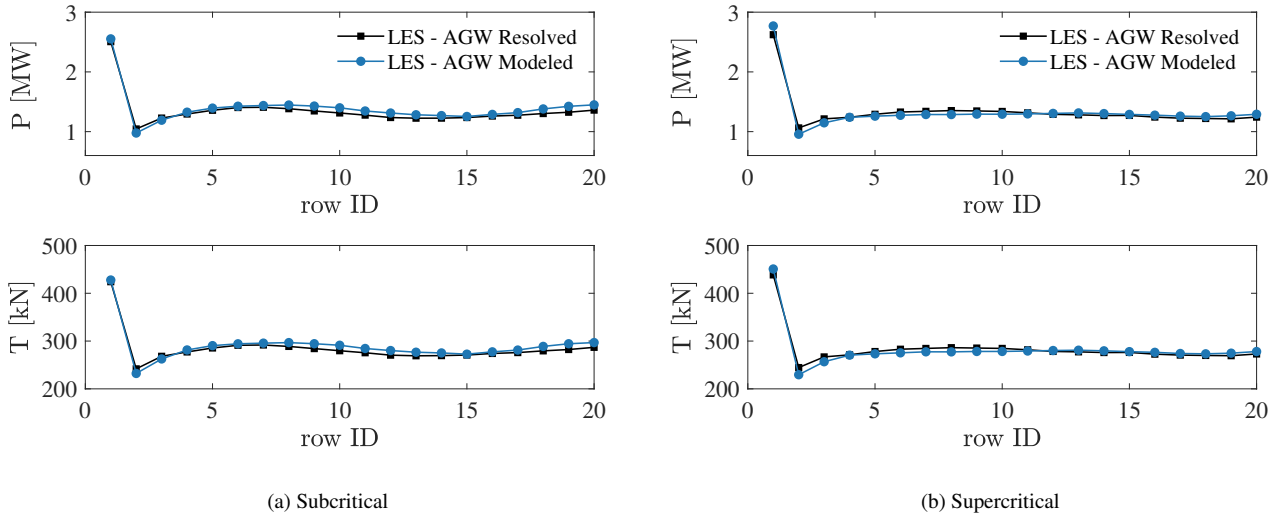 3
2
1
P [MW]
LES - AGW Resolved
LES - AGW Modeled
0 5 10 15 20
row ID
500
400
300
200
T [kN]
0 5 10 15 20
row ID
(a) Subcritical
3
2
1
P [MW]
LES - AGW Resolved
LES - AGW Modeled
0 5 10 15 20
row ID
500
400
300
200
T [kN]
0 5 10 15 20
row ID
(b) Supercritical